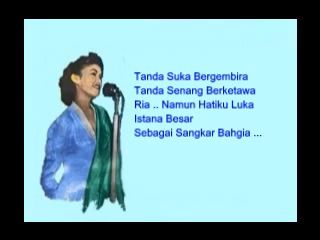 Tanda Suka Bergembira
Tanda Senang Berketawa
Ria .. Namun Hatiku Luka
Istana Besar
Sebagai Sangkar Bahgia ...